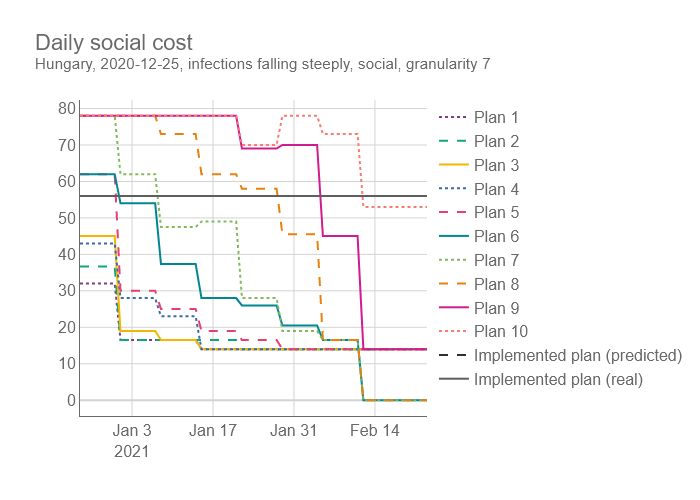 Daily social cost
Hungary, 2020-12-25, infections falling steeply, social, granularity 7
80
70
60
50
40
30
20
10
0
Jan 3
2021
Jan 17
Jan 31
Feb 14
Plan 1
Plan 2
Plan 3
Plan 4
Plan 5
Plan 6
Plan 7
Plan 8
Plan 9
Plan 10
Implemented plan (predicted)
Implemented plan (real)